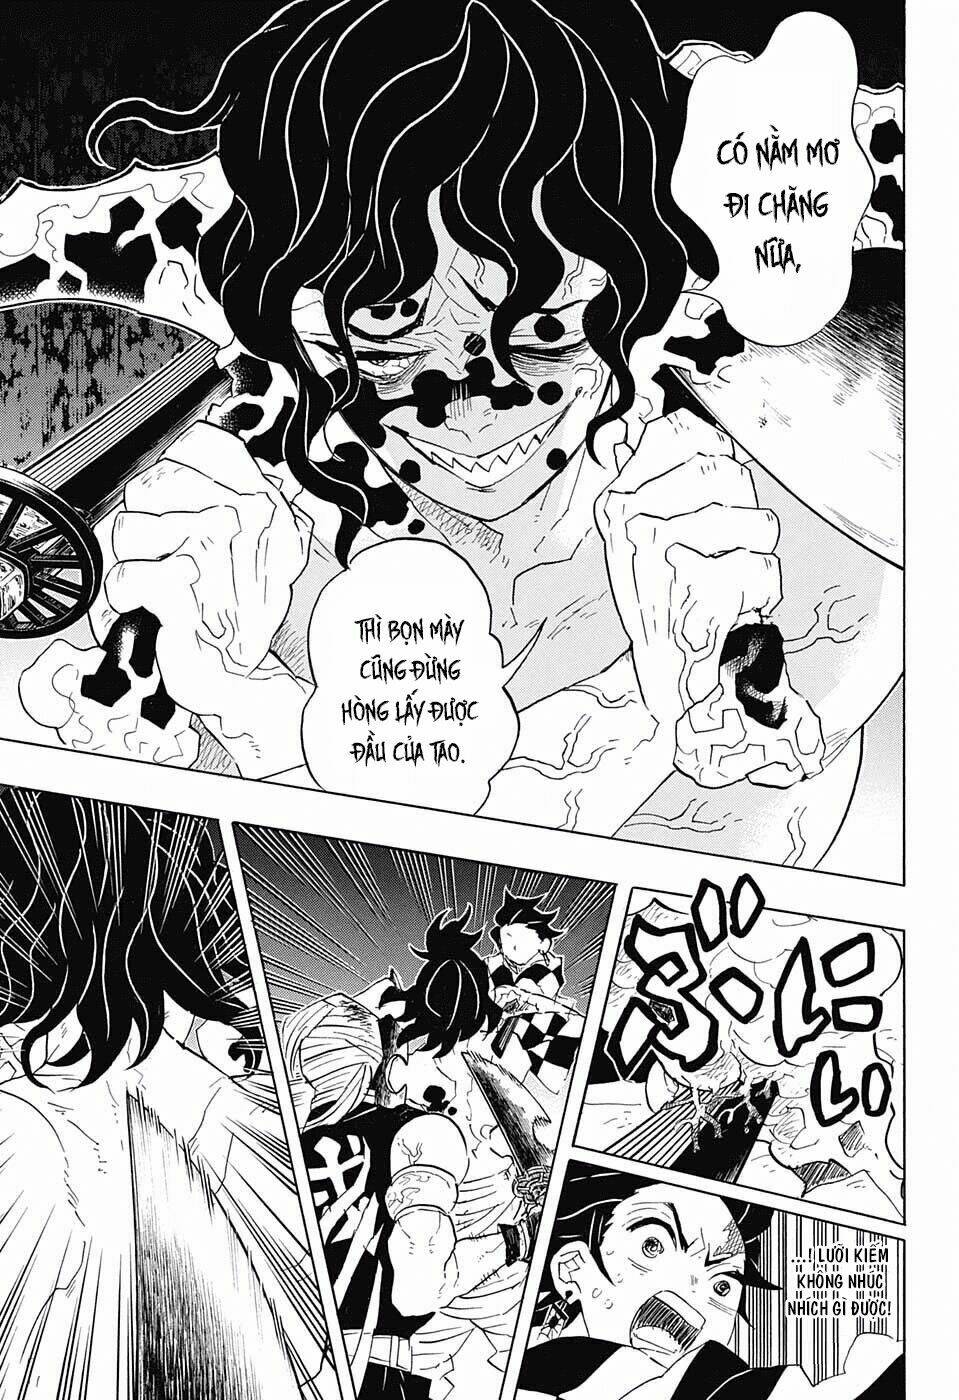 CÓ NẰM MƠ
ĐI CHĂNG
NỮA,
THÌ BỌN MÀY
CŨNG ĐỪNG
HÒNG LẤY ĐƯỢC
ĐẦU CỦA TAO.
...! LƯỠI KIẾM
KHÔNG NHÚC
NHÍCH GÌ ĐƯỢC!